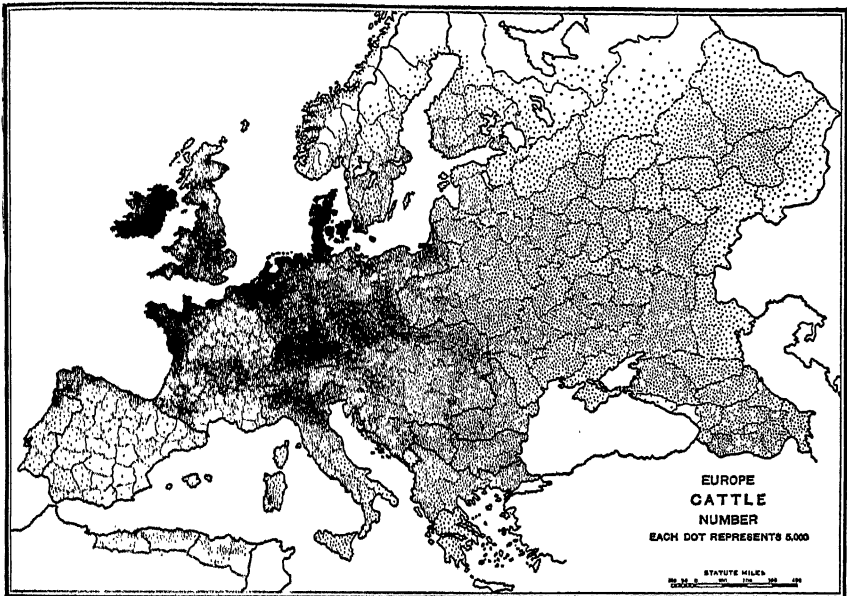 EUROPE
CATTLE
NUMBER
EACH DOT REPRESENTS 5,000
STATUTE MILES